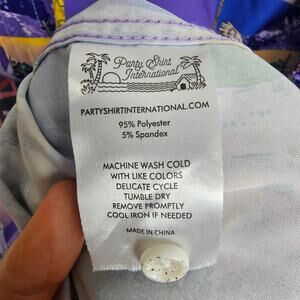 Party Shirt
International
PARTYSHIRTINTERNATIONAL.COM
95% Polyester
5% Spandex
MACHINE WASH COLD
WITH LIKE COLORS
DELICATE CYCLE
TUMBLE DRY
REMOVE PROMPTLY
COOL IRON IF NEEDED
MADE IN CHINA